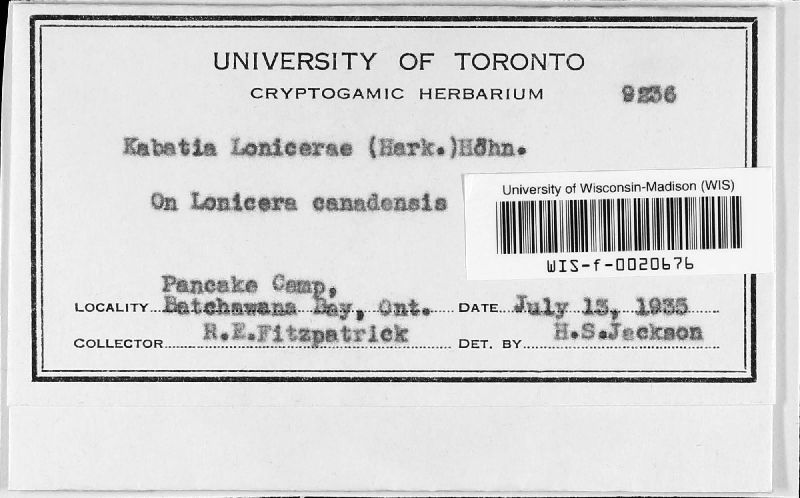 UNIVERSITY OF TORONTO
CRYPTOGAMIC HERBARIUM 9236
Kabatia Lonicerae (Hark.)Höhn.
On Lonicera canadensis
University of Wisconsin-Madison (WIS)
WIS-f-0020676
Pancake Camp,
LOCALITY Batchawana Bay, Ont. DATE July 13, 1935
COLLECTOR R.E.Fitzpatrick DET. BY H.S.Jackson